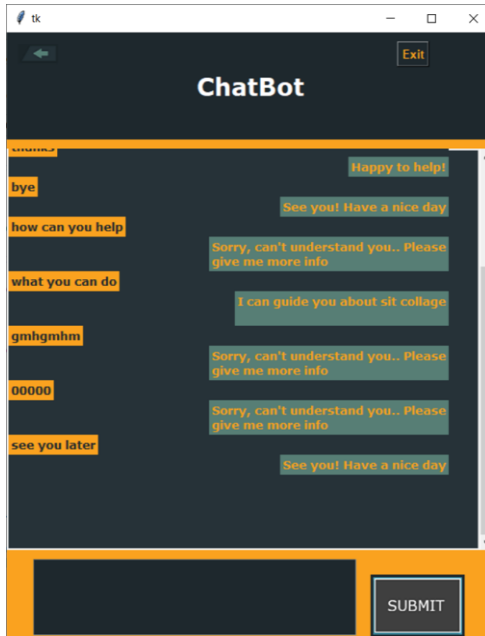 tk
Exit
ChatBot
thanks
Happy to help!
bye
See you! Have a nice day
how can you help
Sorry, can't understand you.. Please
give me more info
what you can do
I can guide you about sit collage
gmhgmhm
Sorry, can't understand you.. Please
give me more info
00000
Sorry, can't understand you.. Please
give me more info
see you later
See you! Have a nice day
SUBMIT